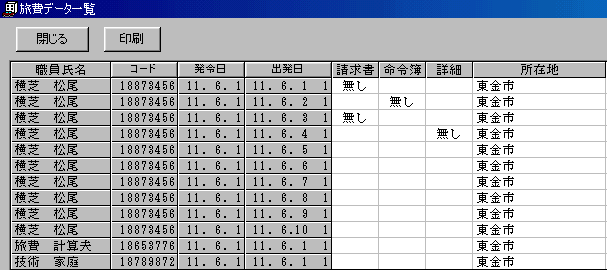 旅費データ一覧
閉じる 印刷
職員氏名 コード 発令日 出発日 請求書 命令簿 詳細 所在地
横芝 松尾 18873456 11. 6. 1 11. 6. 1 1 無し 東金市
横芝 松尾 18873456 11. 6. 1 11. 6. 2 1 無し 東金市
横芝 松尾 18873456 11. 6. 1 11. 6. 3 1 無し 東金市
横芝 松尾 18873456 11. 6. 1 11. 6. 4 1 無し 東金市
横芝 松尾 18873456 11. 6. 1 11. 6. 5 1 東金市
横芝 松尾 18873456 11. 6. 1 11. 6. 6 1 東金市
横芝 松尾 18873456 11. 6. 1 11. 6. 7 1 東金市
横芝 松尾 18873456 11. 6. 1 11. 6. 8 1 東金市
横芝 松尾 18873456 11. 6. 1 11. 6. 9 1 東金市
横芝 松尾 18873456 11. 6. 1 11. 6.10 1 東金市
旅費 計算夫 18653776 11. 6. 1 11. 6. 1 1 東金市
技術 家庭 18789872 11. 6. 1 11. 6. 1 1 東金市